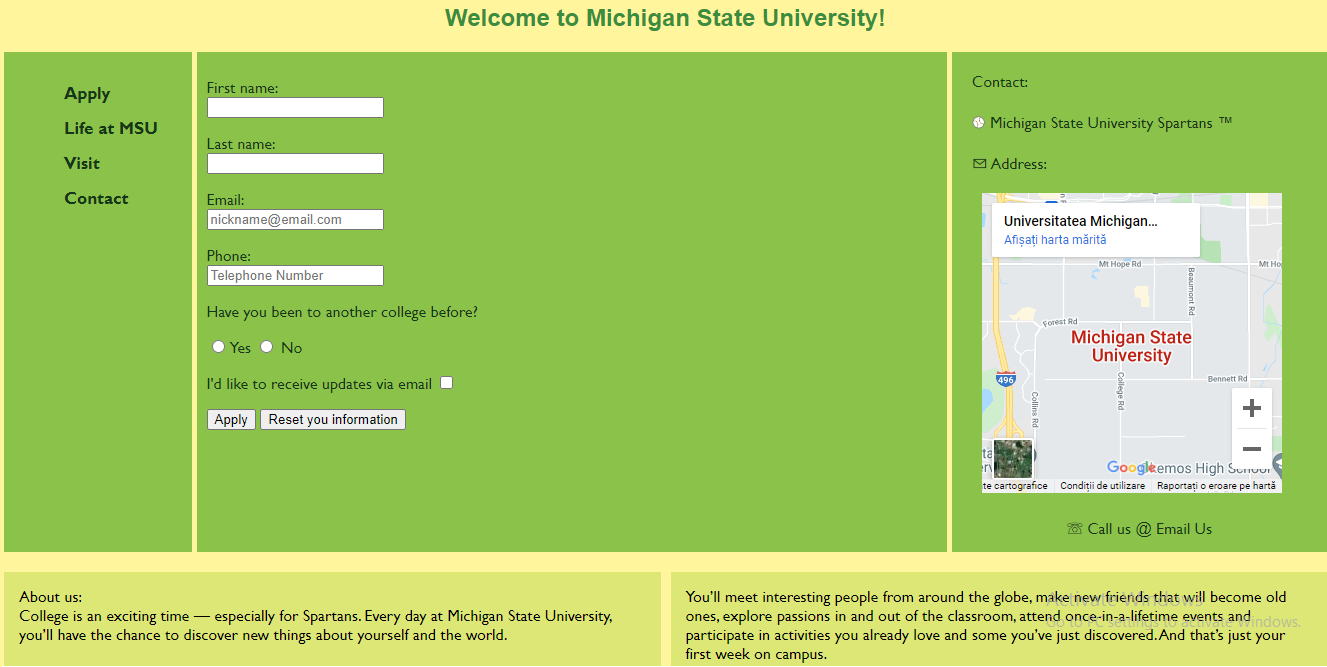 Welcome to Michigan State University!
Apply
Life at MSU
Visit
Contact
First name:
Last name:
Email:
nickname@email.com
Phone:
Telephone Number
Have you been to another college before?
Yes No
I'd like to receive updates via email
Apply Reset you information
Contact:
Michigan State University Spartans ™
Address:
Universitatea Michigan...
Afișați harta mărită
Mt Hope Rd
Mt Ho
Beaumont Rd
Forest Rd
Michigan State
University
496
Bennett Rd
Collins Rd
College Rd
Google
kemos High School
te cartografice Condiții de utilizare Raportați o eroare pe hartă
☏ Call us @ Email Us
About us:
College is an exciting time — especially for Spartans. Every day at Michigan State University,
you'll have the chance to discover new things about yourself and the world.
You'll meet interesting people from around the globe, make new friends that will become old
ones, explore passions in and out of the classroom, attend once-in-a-lifetime events and
participate in activities you already love and some you've just discovered. And that's just your
first week on campus.
Activate Windows
Go to PC settings to activate Windows.